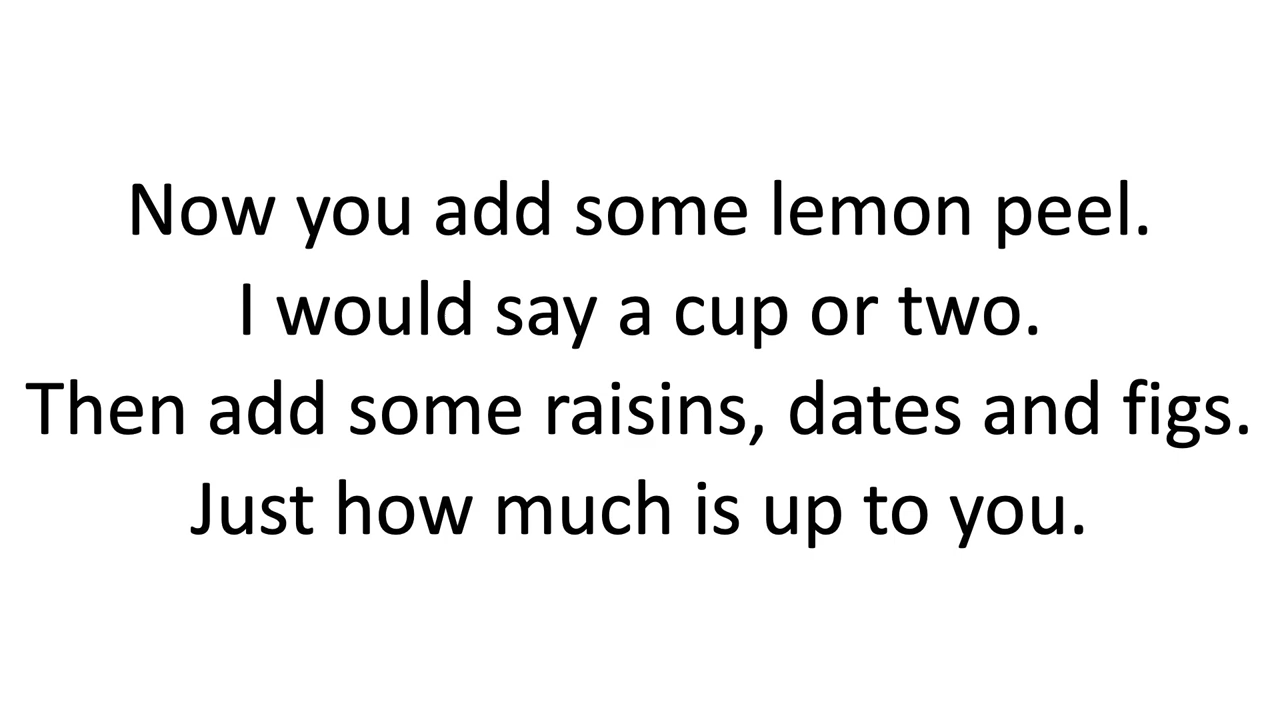 Now you add some lemon peel.
I would say a cup or two.
Then add some raisins, dates and figs.
Just how much is up to you.